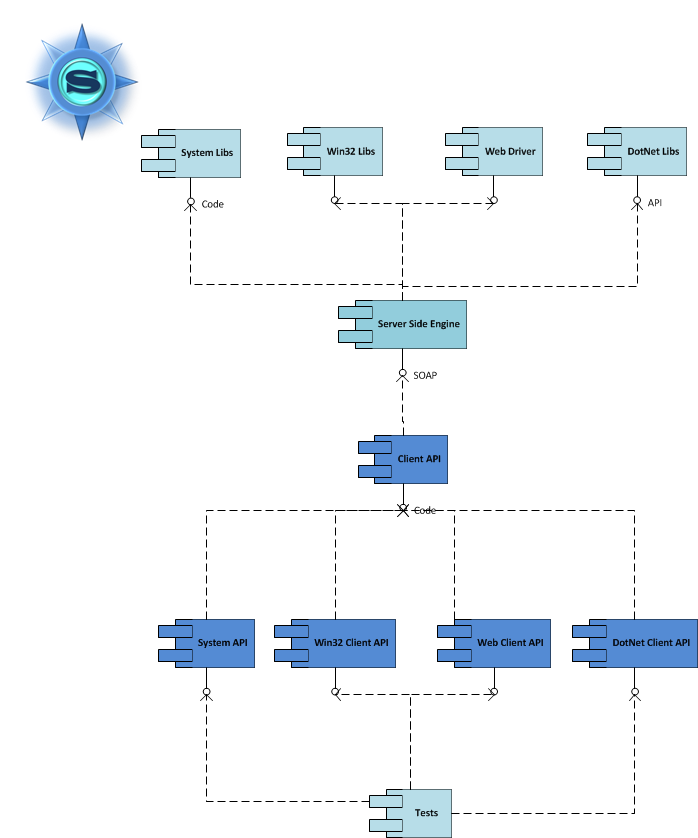 S
System Libs
Win32 Libs
Web Driver
DotNet Libs
Code
API
Server Side Engine
SOAP
Client API
Code
System API
Win32 Client API
Web Client API
DotNet Client API
Tests